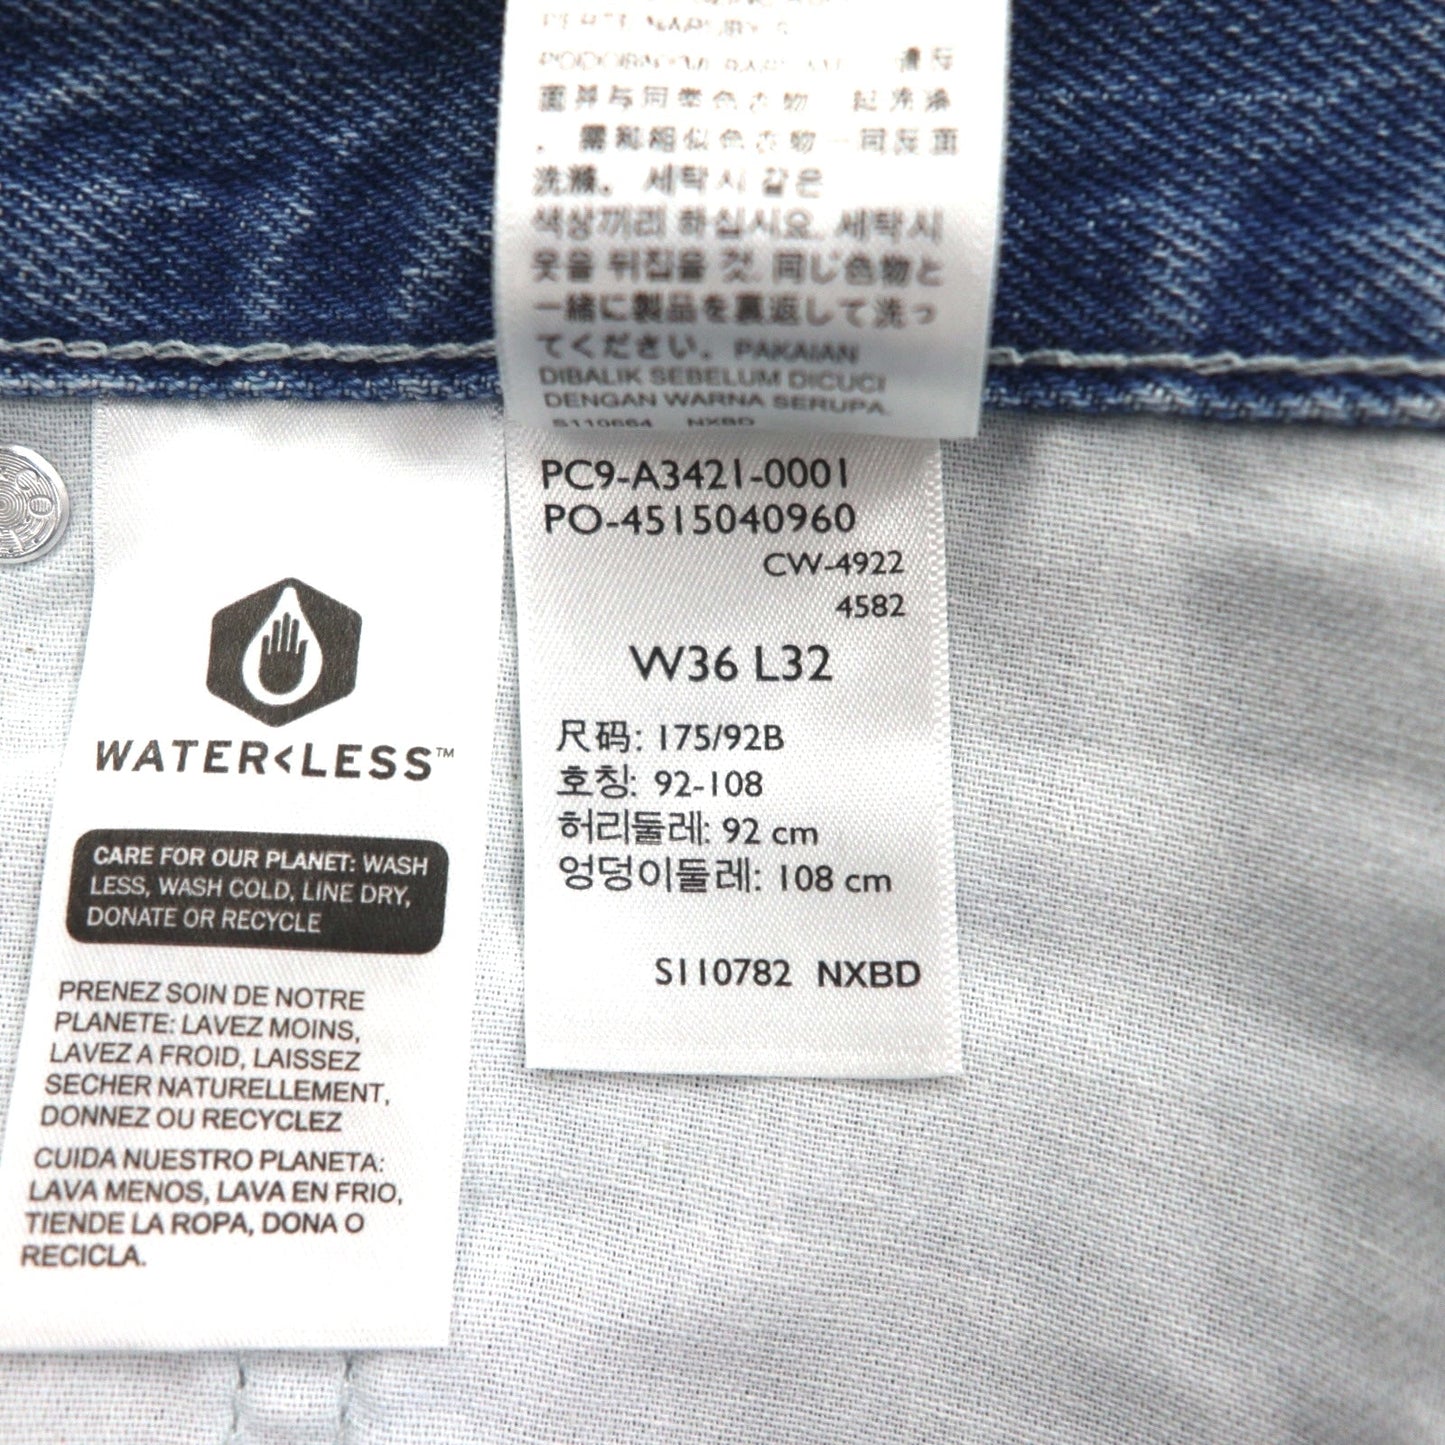 面并与同类色衣物 起洗涤
。需和相似色衣物一同反面
洗滌。 세탁시 같은
색상끼리 하십시요. 세탁시
옷을 뒤집을 것. 同じ色物と
一緒に製品を裏返して洗っ
てください。 PAKAIAN
DIBALIK SEBELUM DICUCI
DENGAN WARNA SERUPA.
S110664 NXBD
PC9-A3421-0001
PO-4515040960
CW-4922
4582
W36 L32
尺码: 175/92B
호칭: 92-108
허리둘레: 92 cm
엉덩이둘레: 108 cm
S110782 NXBD
WATER<LESS™
CARE FOR OUR PLANET: WASH
LESS, WASH COLD, LINE DRY,
DONATE OR RECYCLE
PRENEZ SOIN DE NOTRE
PLANETE: LAVEZ MOINS,
LAVEZ A FROID, LAISSEZ
SECHER NATURELLEMENT,
DONNEZ OU RECYCLEZ
CUIDA NUESTRO PLANETA:
LAVA MENOS, LAVA EN FRIO,
TIENDE LA ROPA, DONA O
RECICLA.